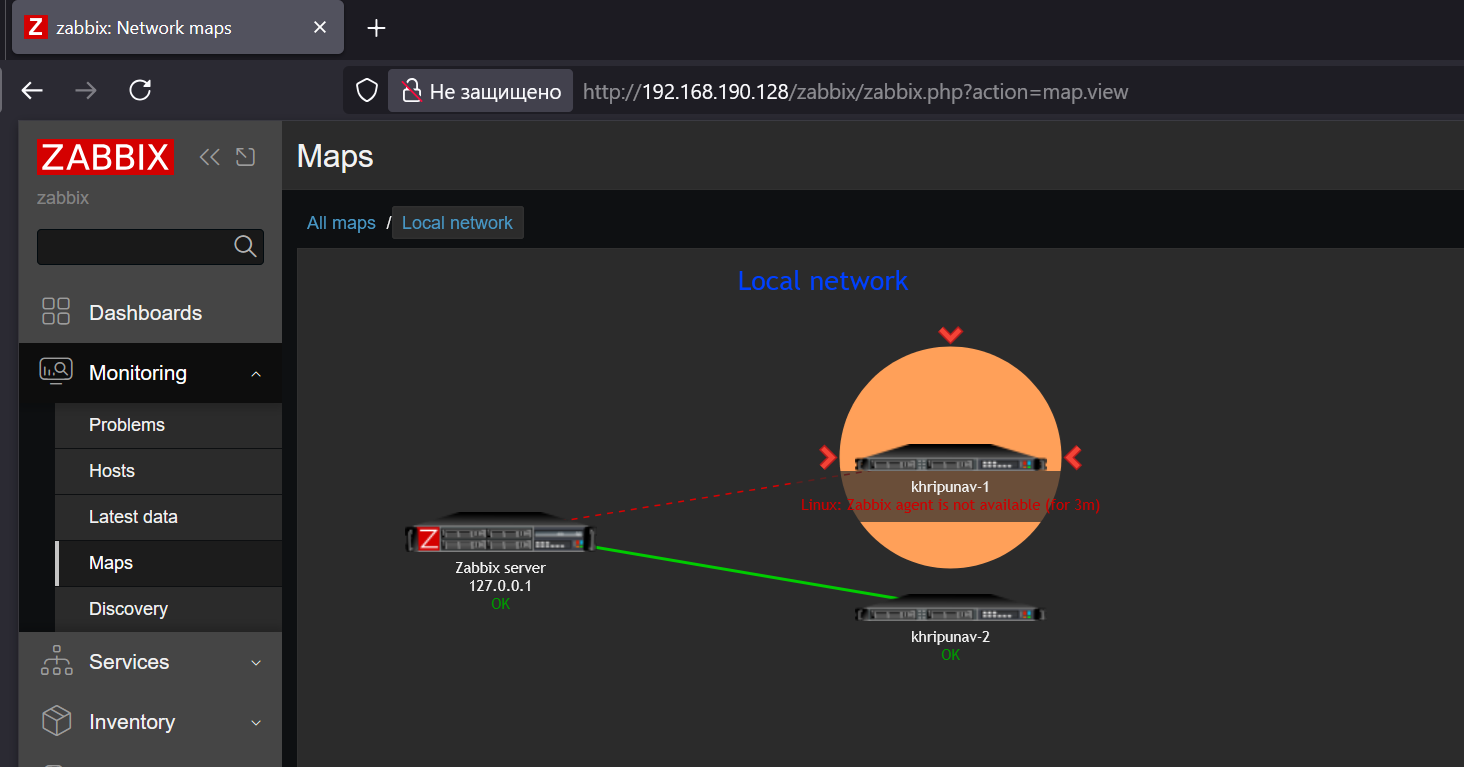 Z zabbix: Network maps
Не защищено http://192.168.190.128/zabbix/zabbix.php?action=map.view
ZABBIX
zabbix
Maps
All maps / Local network
Dashboards
Monitoring
Problems
Hosts
Latest data
Maps
Discovery
Services
Inventory
Local network
khripunav-1
Linux: Zabbix agent is not available (for 3m)
Z
Zabbix server
127.0.0.1
OK
khripunav-2
OK